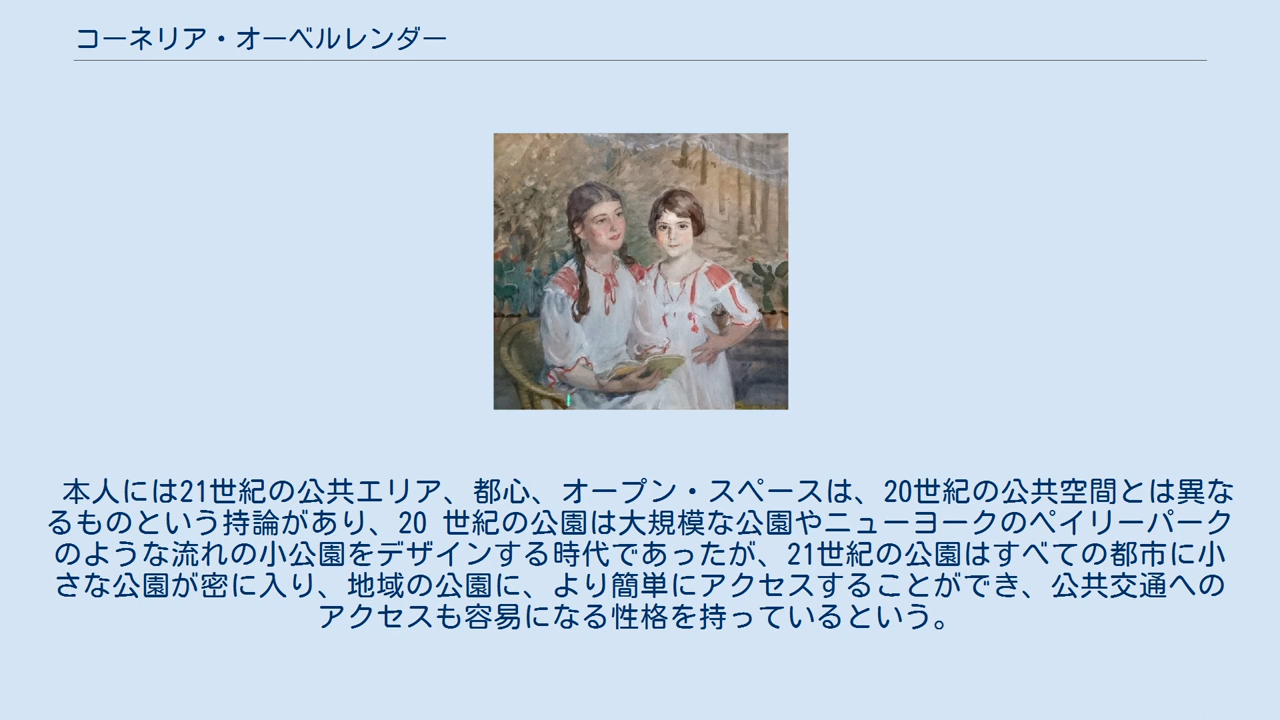 コーネリア・オーベルレンダー
本人には21世紀の公共エリア、都心、オープン・スペースは、20世紀の公共空間とは異な
るものという持論があり、20 世紀の公園は大規模な公園やニューヨークのペイリーパーク
のような流れの小公園をデザインする時代であったが、21世紀の公園はすべての都市に小
さな公園が密に入り、地域の公園に、より簡単にアクセスすることができ、公共交通への
アクセスも容易になる性格を持っているという。